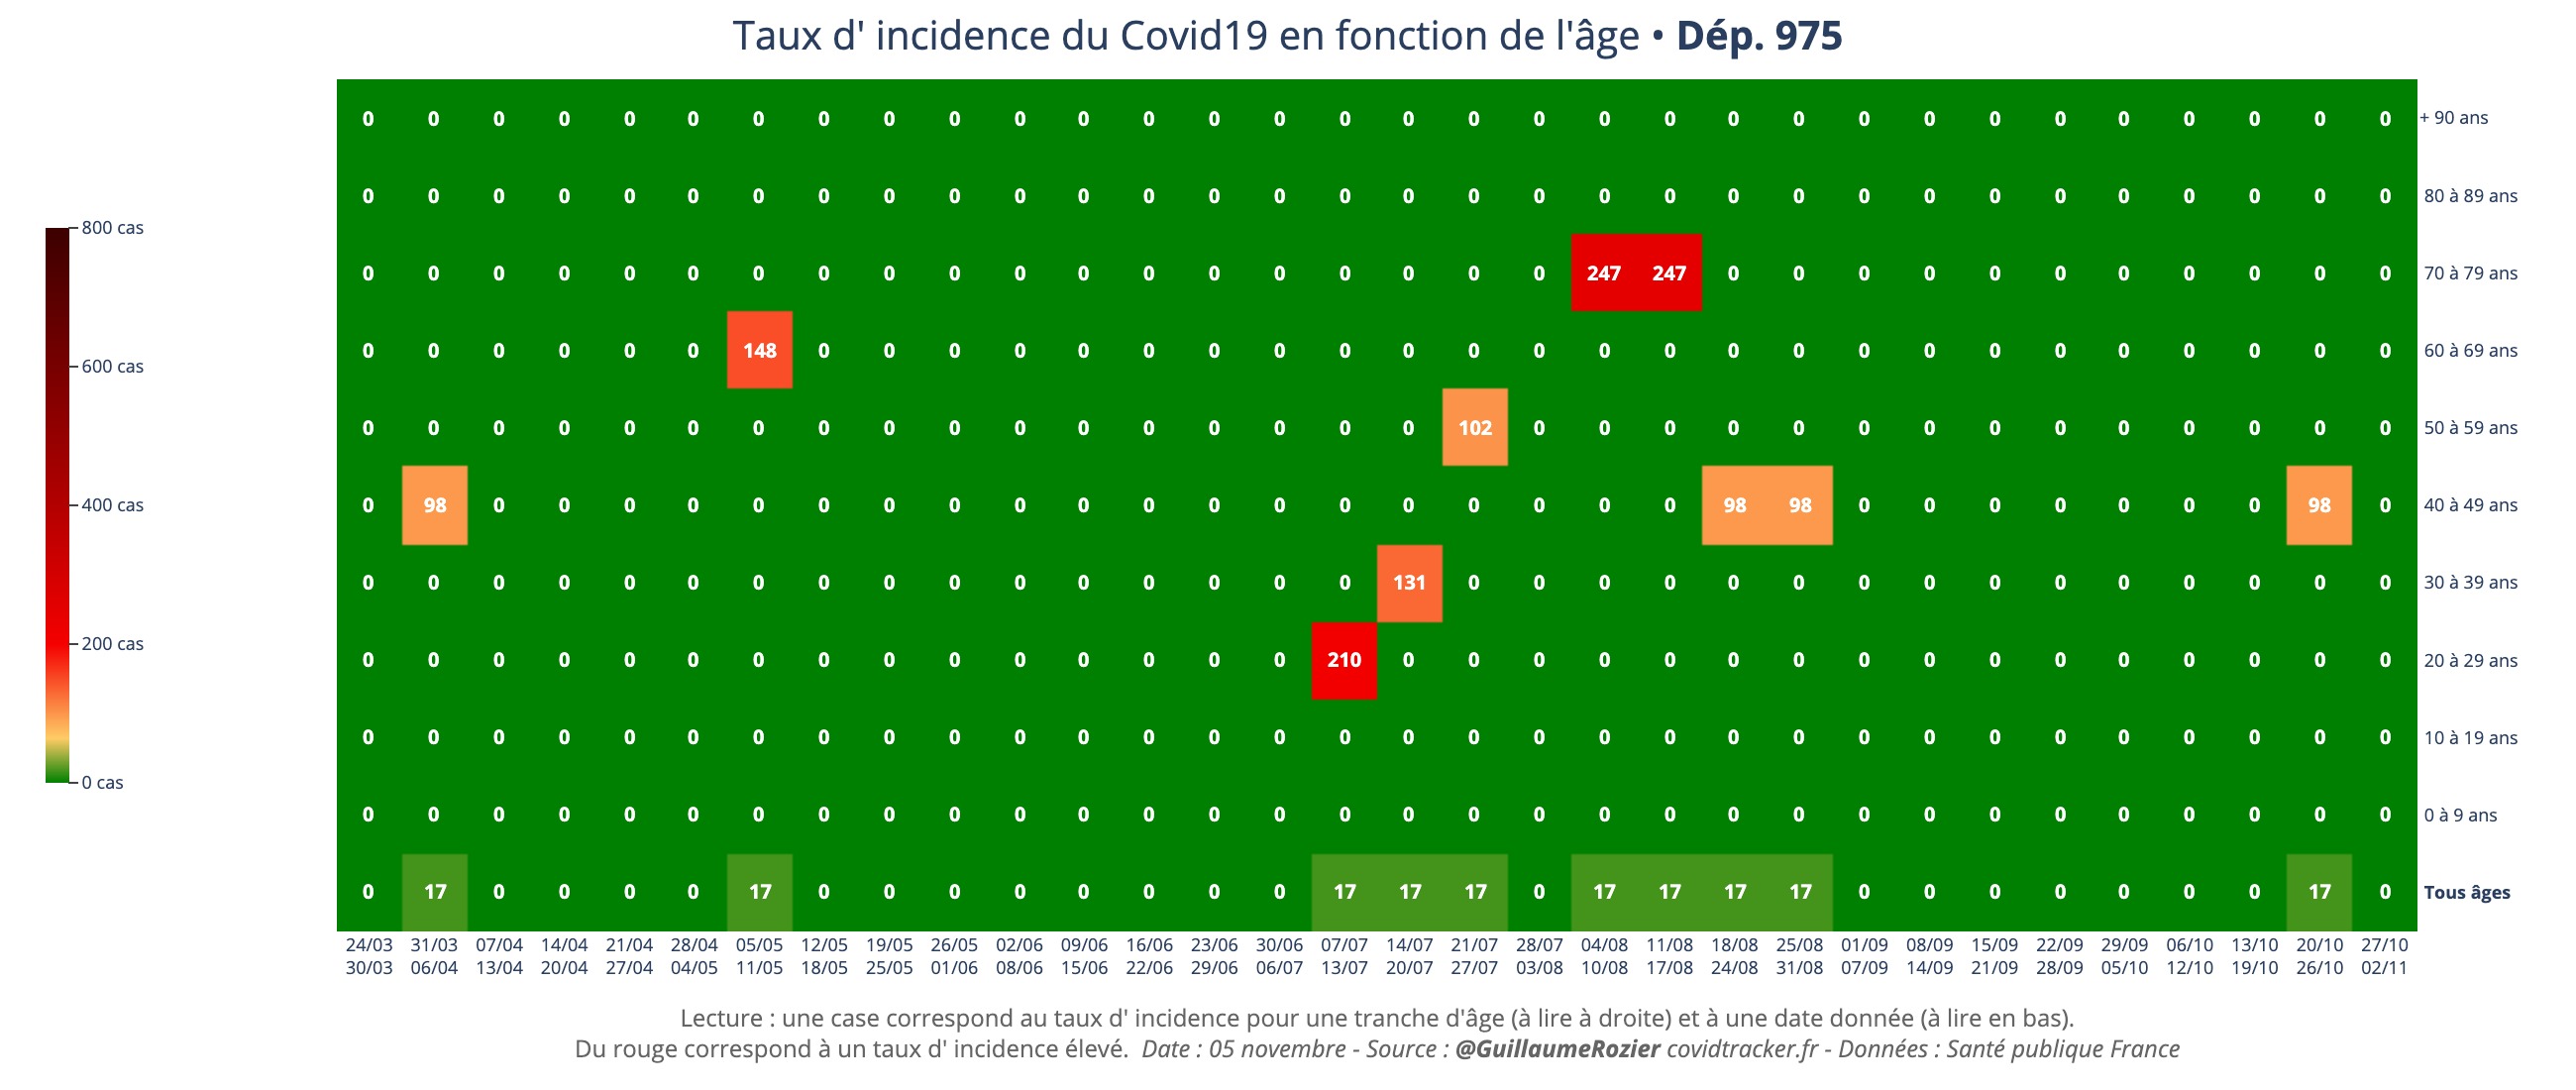 Taux d' incidence du Covid19 en fonction de l'âge • Dép. 975
0 0 0 0 0 0 0 0 0 0 0 0 0 0 0 0 0 0 0 0 0 0 0 0 0 0 0 0 0 0 0 0 + 90 ans
0 0 0 0 0 0 0 0 0 0 0 0 0 0 0 0 0 0 0 0 0 0 0 0 0 0 0 0 0 0 0 0 80 à 89 ans
800 cas
0 0 0 0 0 0 0 0 0 0 0 0 0 0 0 0 0 0 0 247 247 0 0 0 0 0 0 0 0 0 0 0 70 à 79 ans
0 0 0 0 0 0 148 0 0 0 0 0 0 0 0 0 0 0 0 0 0 0 0 0 0 0 0 0 0 0 0 0 60 à 69 ans
600 cas
0 0 0 0 0 0 0 0 0 0 0 0 0 0 0 0 0 102 0 0 0 0 0 0 0 0 0 0 0 0 0 0 50 à 59 ans
400 cas
0 98 0 0 0 0 0 0 0 0 0 0 0 0 0 0 0 0 0 0 0 98 98 0 0 0 0 0 0 0 98 0 40 à 49 ans
0 0 0 0 0 0 0 0 0 0 0 0 0 0 0 0 131 0 0 0 0 0 0 0 0 0 0 0 0 0 0 0 30 à 39 ans
200 cas
0 0 0 0 0 0 0 0 0 0 0 0 0 0 0 210 0 0 0 0 0 0 0 0 0 0 0 0 0 0 0 0 20 à 29 ans
0 0 0 0 0 0 0 0 0 0 0 0 0 0 0 0 0 0 0 0 0 0 0 0 0 0 0 0 0 0 0 0 10 à 19 ans
0 cas
0 0 0 0 0 0 0 0 0 0 0 0 0 0 0 0 0 0 0 0 0 0 0 0 0 0 0 0 0 0 0 0 0 à 9 ans
0 17 0 0 0 0 17 0 0 0 0 0 0 0 0 17 17 17 0 17 17 17 17 0 0 0 0 0 0 0 17 0 Tous âges
24/03 31/03 07/04 14/04 21/04 28/04 05/05 12/05 19/05 26/05 02/06 09/06 16/06 23/06 30/06 07/07 14/07 21/07 28/07 04/08 11/08 18/08 25/08 01/09 08/09 15/09 22/09 29/09 06/10 13/10 20/10 27/10
30/03 06/04 13/04 20/04 27/04 04/05 11/05 18/05 25/05 01/06 08/06 15/06 22/06 29/06 06/07 13/07 20/07 27/07 03/08 10/08 17/08 24/08 31/08 07/09 14/09 21/09 28/09 05/10 12/10 19/10 26/10 02/11
Lecture : une case correspond au taux d' incidence pour une tranche d'âge (à lire à droite) et à une date donnée (à lire en bas).
Du rouge correspond à un taux d' incidence élevé. Date : 05 novembre - Source : @GuillaumeRozier covidtracker.fr - Données : Santé publique France